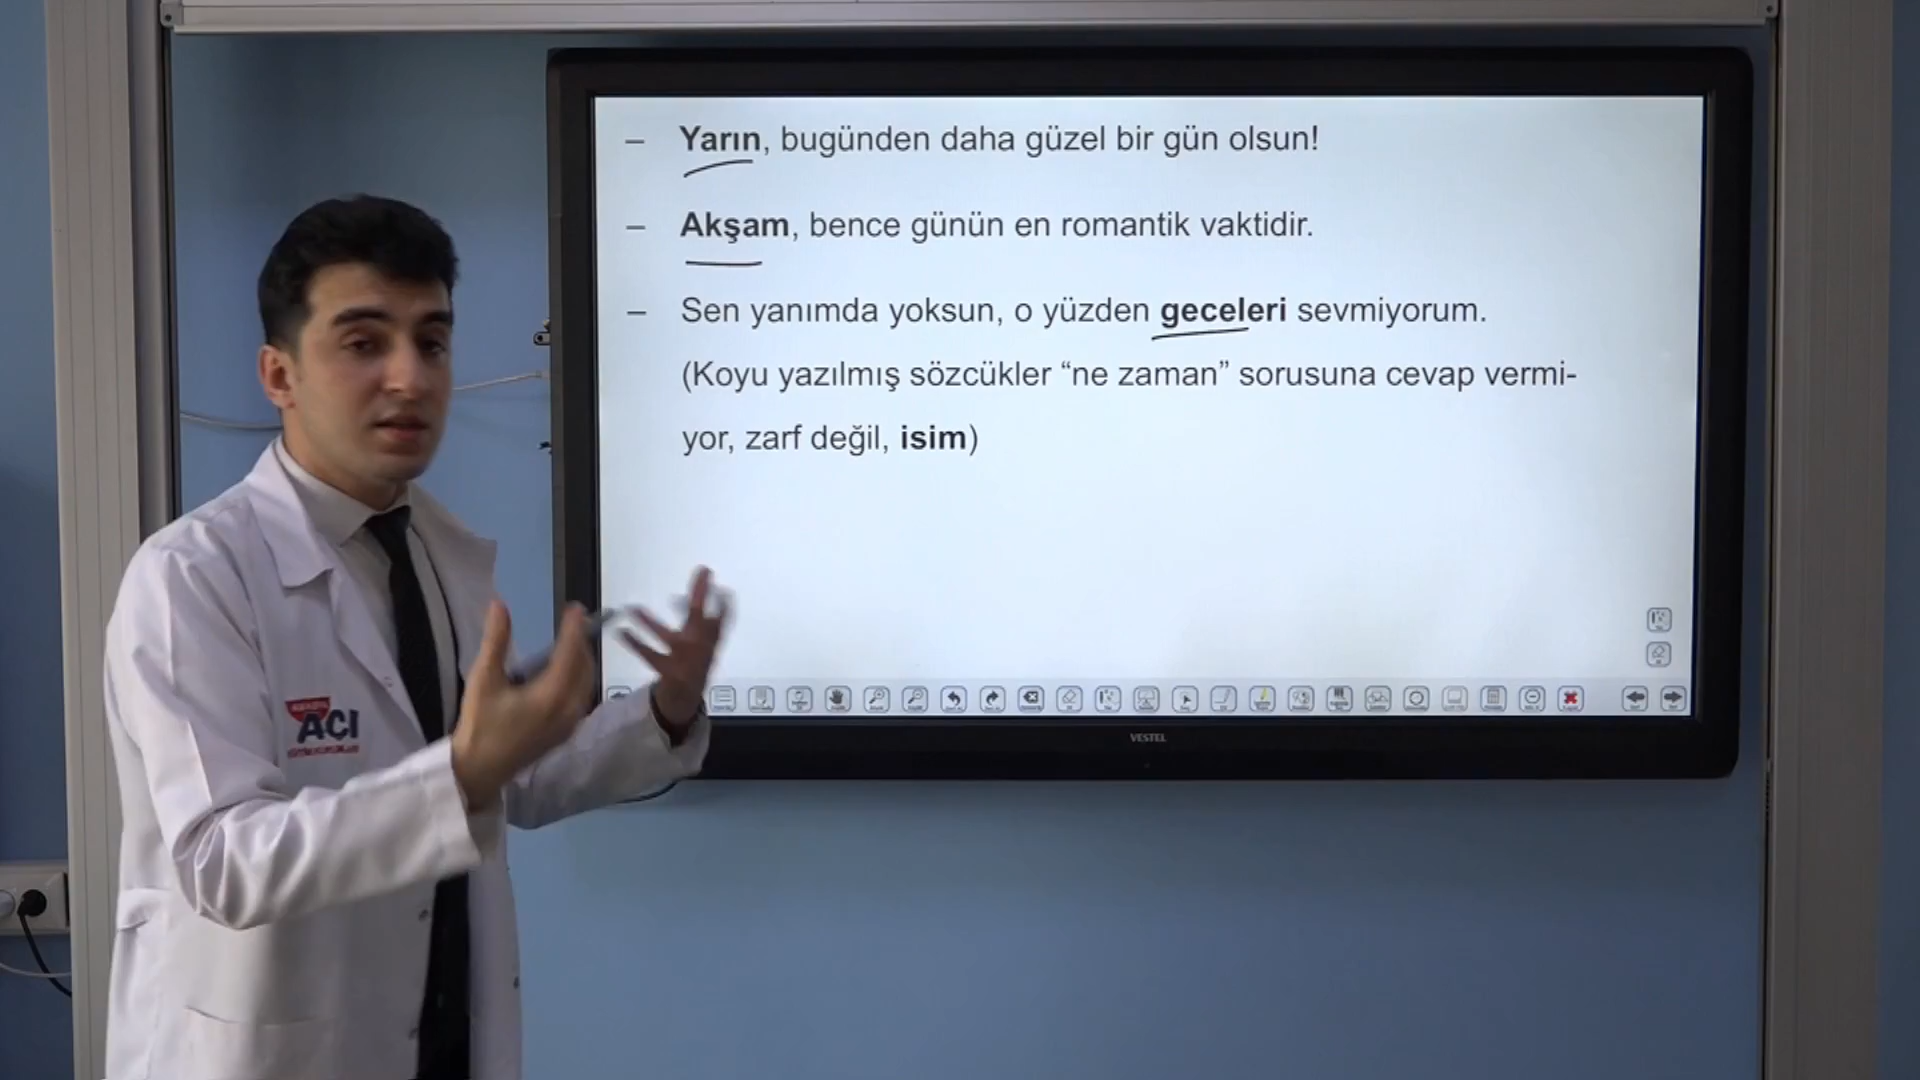 – Yarın, bugünden daha güzel bir gün olsun!
– Akşam, bence günün en romantik vaktidir.
– Sen yanımda yoksun, o yüzden geceleri sevmiyorum.
(Koyu yazılmış sözcükler “ne zaman” sorusuna cevap vermi-
yor, zarf değil, isim)
AÇI
VESTEL